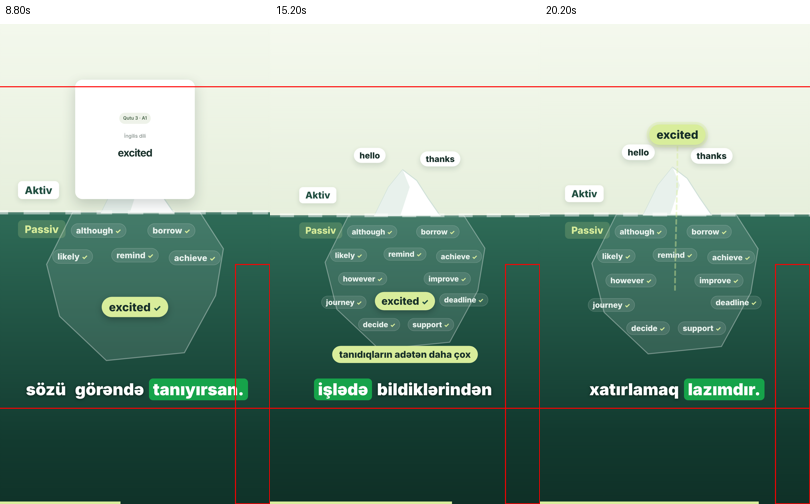 8.80s
Qutu 3 · A1
İngilis dili
excited
Aktiv
Passiv
although ✓
borrow ✓
likely ✓
remind ✓
achieve ✓
excited ✓
sözü görəndə tanıyırsan.
15.20s
hello
thanks
Aktiv
Passiv
although ✓
borrow ✓
likely ✓
remind ✓
achieve ✓
however ✓
improve ✓
journey ✓
excited ✓
deadline ✓
decide ✓
support ✓
tanıdıqların adətən daha çox
işlədə bildiklərindən
20.20s
excited
hello
thanks
Aktiv
Passiv
although ✓
borrow ✓
likely ✓
remind ✓
achieve ✓
however ✓
improve ✓
journey ✓
deadline ✓
decide ✓
support ✓
xatırlamaq lazımdır.